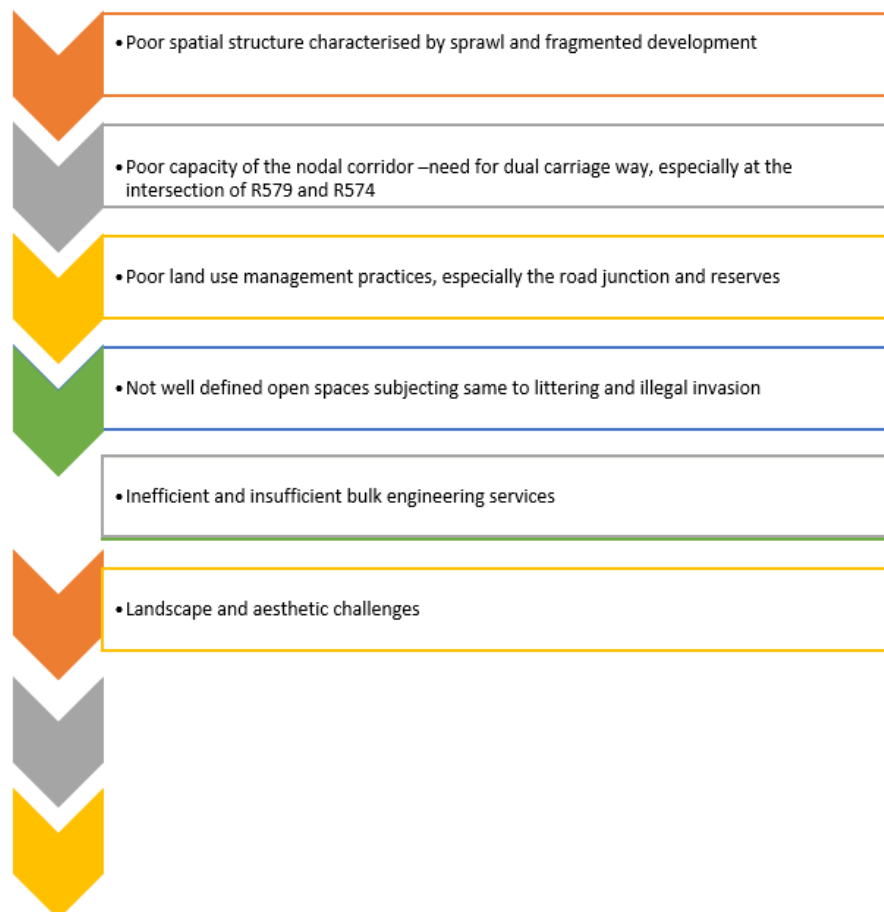 •Poor spatial structure characterised by sprawl and fragmented development
•Poor capacity of the nodal corridor –need for dual carriage way, especially at the
intersection of R579 and R574
•Poor land use management practices, especially the road junction and reserves
•Not well defined open spaces subjecting same to littering and illegal invasion
•Inefficient and insufficient bulk engineering services
•Landscape and aesthetic challenges